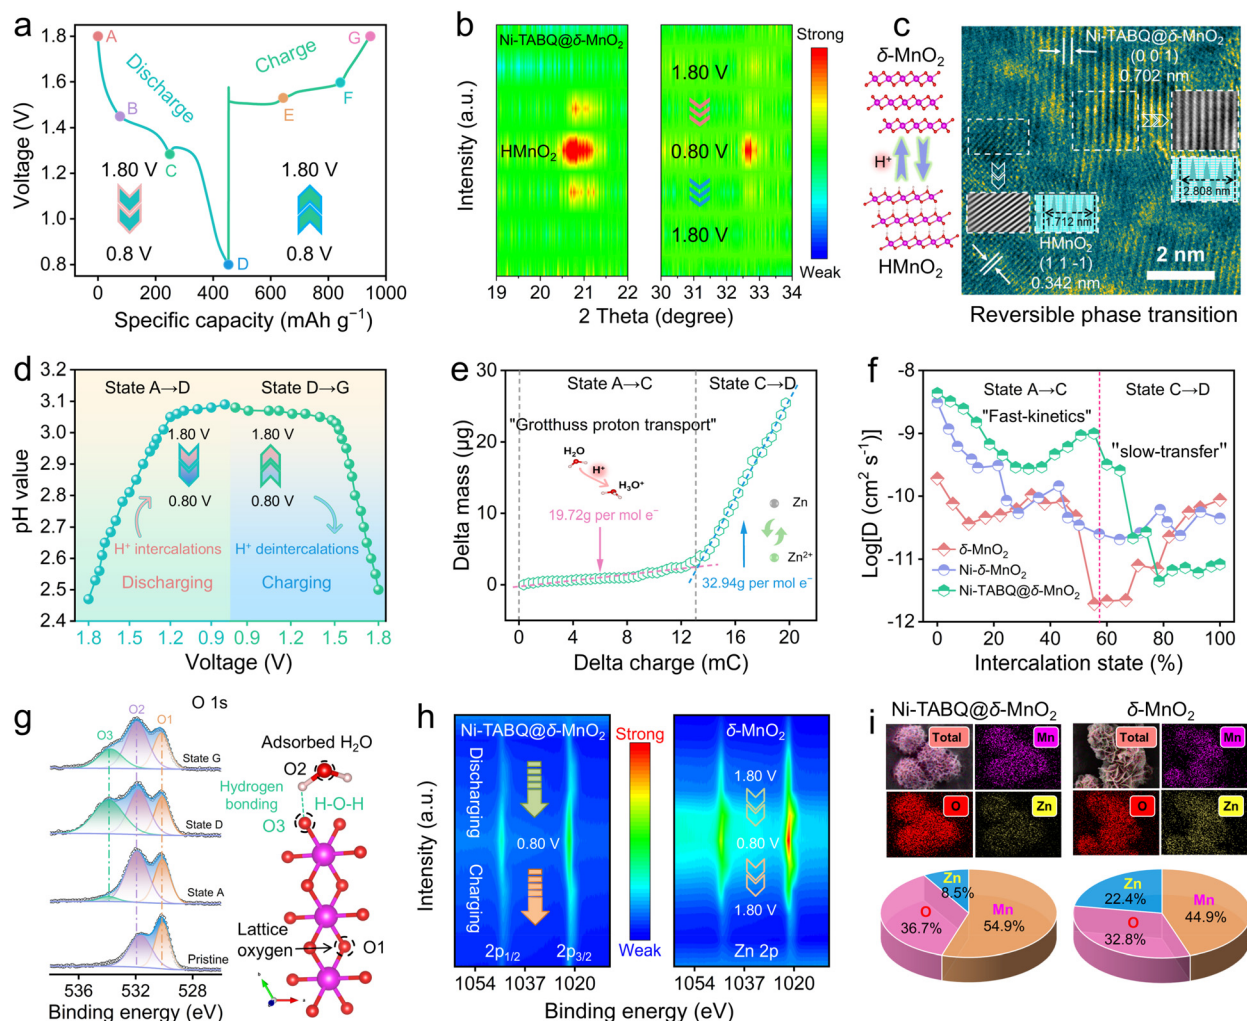 a
Voltage (V)
1.8
1.6
1.4
1.2
1.0
0.8
A
B
C
D
E
F
G
Discharge
Charge
1.80 V
0.8 V
1.80 V
0.8 V
0
200
400
600
800
1000
Specific capacity (mAh g⁻¹)
b
Intensity (a.u.)
Ni-TABQ@δ-MnO₂
HMnO₂
1.80 V
0.80 V
1.80 V
Strong
Weak
19
20
21
22
30
31
32
33
34
2 Theta (degree)
c
δ-MnO₂
H⁺
HMnO₂
Ni-TABQ@δ-MnO₂
(0 0 1)
0.702 nm
2.808 nm
1.712 nm
HMnO₂
(1 1 -1)
0.342 nm
2 nm
Reversible phase transition
d
pH value
3.2
3.1
3.0
2.9
2.8
2.7
2.6
2.5
2.4
State A→D
State D→G
1.80 V
0.80 V
1.80 V
0.80 V
H⁺ intercalations
Discharging
H⁺ deintercalations
Charging
1.8
1.5
1.2
0.9
0.9
1.2
1.5
1.8
Voltage (V)
e
Delta mass (μg)
30
20
10
0
State A→C
State C→D
"Grotthuss proton transport"
H₂O
H⁺
H₃O⁺
19.72g per mol e⁻
Zn
Zn²⁺
32.94g per mol e⁻
0
4
8
12
16
20
Delta charge (mC)
f
Log[D (cm² s⁻¹)]
-8
-9
-10
-11
-12
State A→C
State C→D
"Fast-kinetics"
"slow-transfer"
δ-MnO₂
Ni-δ-MnO₂
Ni-TABQ@δ-MnO₂
0
20
40
60
80
100
Intercalation state (%)
g
O 1s
O3
O2
O1
State G
State D
State A
Pristine
536
532
528
Binding energy (eV)
Adsorbed H₂O
O2
Hydrogen
bonding
H-O-H
O3
Lattice
oxygen
O1
h
Intensity (a.u.)
Ni-TABQ@δ-MnO₂
Discharging
0.80 V
Charging
2p₁/₂
2p₃/₂
Strong
Weak
δ-MnO₂
1.80 V
0.80 V
1.80 V
Zn 2p
1054
1037
1020
1054
1037
1020
Binding energy (eV)
i
Ni-TABQ@δ-MnO₂
Total
Mn
O
Zn
Zn
8.5%
O
36.7%
Mn
54.9%
δ-MnO₂
Total
Mn
O
Zn
Zn
22.4%
O
32.8%
Mn
44.9%